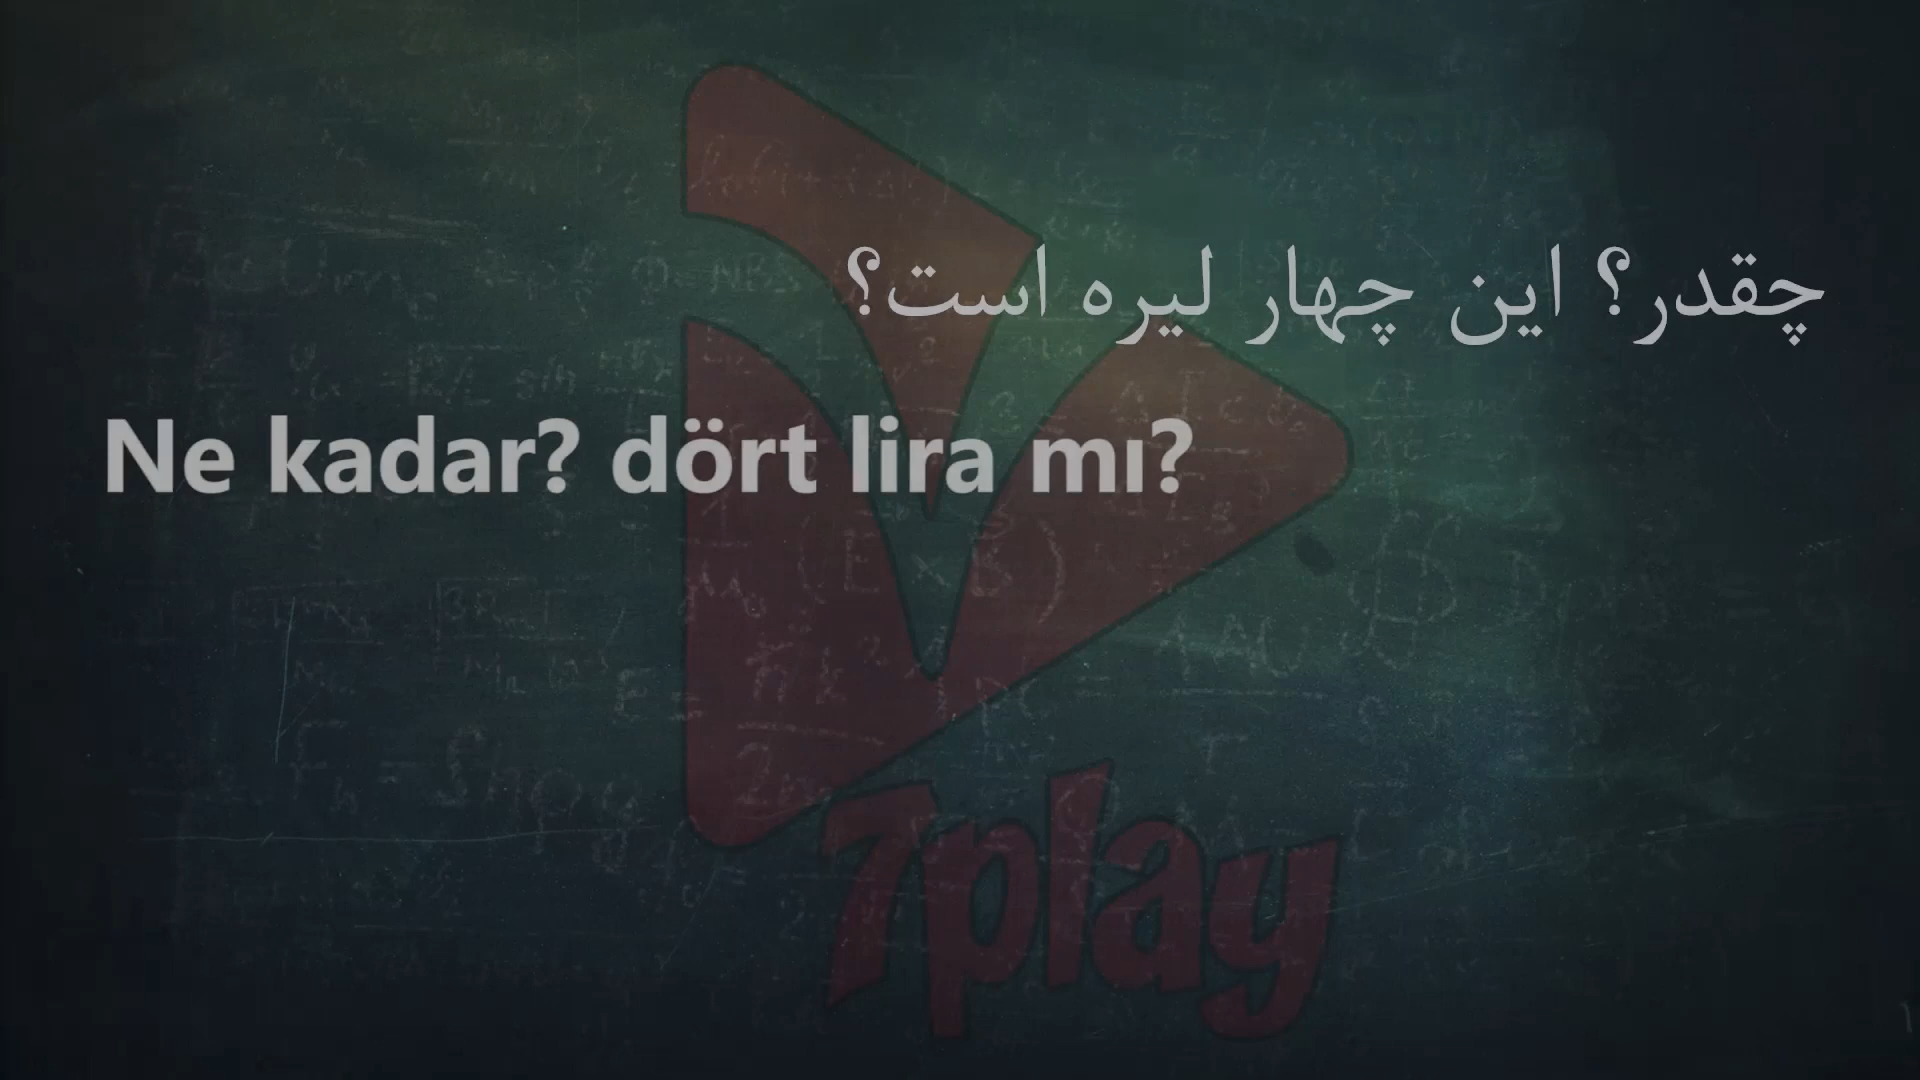 چقدر؟ این چهار لیره است؟
Ne kadar? dört lira mı?
7play